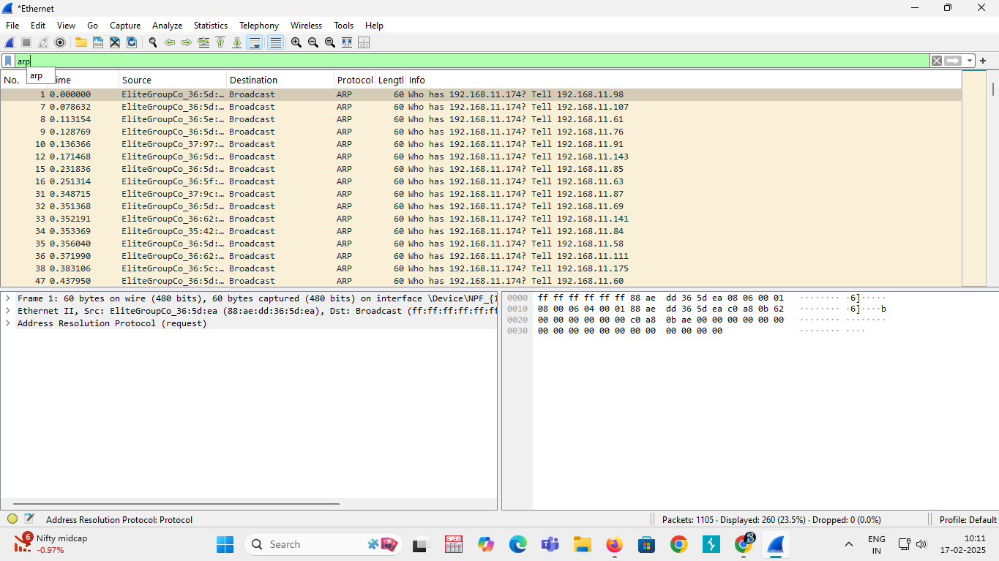 *Ethernet
File Edit View Go Capture Analyze Statistics Telephony Wireless Tools Help
arp
arp
No. Time Source Destination Protocol Lengtl Info
1 0.000000 EliteGroupCo_36:5d:… Broadcast ARP 60 Who has 192.168.11.174? Tell 192.168.11.98
7 0.078632 EliteGroupCo_36:5d:… Broadcast ARP 60 Who has 192.168.11.174? Tell 192.168.11.107
8 0.113154 EliteGroupCo_36:5e:… Broadcast ARP 60 Who has 192.168.11.174? Tell 192.168.11.61
9 0.128769 EliteGroupCo_36:5d:… Broadcast ARP 60 Who has 192.168.11.174? Tell 192.168.11.76
10 0.136366 EliteGroupCo_37:97:… Broadcast ARP 60 Who has 192.168.11.174? Tell 192.168.11.91
12 0.171468 EliteGroupCo_36:5d:… Broadcast ARP 60 Who has 192.168.11.174? Tell 192.168.11.143
15 0.231836 EliteGroupCo_36:5d:… Broadcast ARP 60 Who has 192.168.11.174? Tell 192.168.11.85
16 0.251314 EliteGroupCo_36:5f:… Broadcast ARP 60 Who has 192.168.11.174? Tell 192.168.11.63
31 0.348715 EliteGroupCo_37:9c:… Broadcast ARP 60 Who has 192.168.11.174? Tell 192.168.11.87
32 0.351368 EliteGroupCo_36:5d:… Broadcast ARP 60 Who has 192.168.11.174? Tell 192.168.11.69
33 0.352191 EliteGroupCo_36:62:… Broadcast ARP 60 Who has 192.168.11.174? Tell 192.168.11.141
34 0.353369 EliteGroupCo_35:42:… Broadcast ARP 60 Who has 192.168.11.174? Tell 192.168.11.84
35 0.356040 EliteGroupCo_36:5d:… Broadcast ARP 60 Who has 192.168.11.174? Tell 192.168.11.58
36 0.371990 EliteGroupCo_36:62:… Broadcast ARP 60 Who has 192.168.11.174? Tell 192.168.11.111
38 0.383106 EliteGroupCo_36:5c:… Broadcast ARP 60 Who has 192.168.11.174? Tell 192.168.11.175
47 0.437950 EliteGroupCo_36:5d:… Broadcast ARP 60 Who has 192.168.11.174? Tell 192.168.11.60
Frame 1: 60 bytes on wire (480 bits), 60 bytes captured (480 bits) on interface \Device\NPF_{1
Ethernet II, Src: EliteGroupCo_36:5d:ea (88:ae:dd:36:5d:ea), Dst: Broadcast (ff:ff:ff:ff:ff:ff
Address Resolution Protocol (request)
0000 ff ff ff ff ff ff 88 ae dd 36 5d ea 08 06 00 01 ········ ·6]·····
0010 08 00 06 04 00 01 88 ae dd 36 5d ea c0 a8 0b 62 ········ ·6]····b
0020 00 00 00 00 00 00 c0 a8 0b ae 00 00 00 00 00 00 ········ ········
0030 00 00 00 00 00 00 00 00 00 00 00 00 ········ ····
Address Resolution Protocol: Protocol
Packets: 1105 · Displayed: 260 (23.5%) · Dropped: 0 (0.0%)
Profile: Default
6
Nifty midcap
-0.97%
Search
SPSS
S
ENG
IN
10:11
17-02-2025